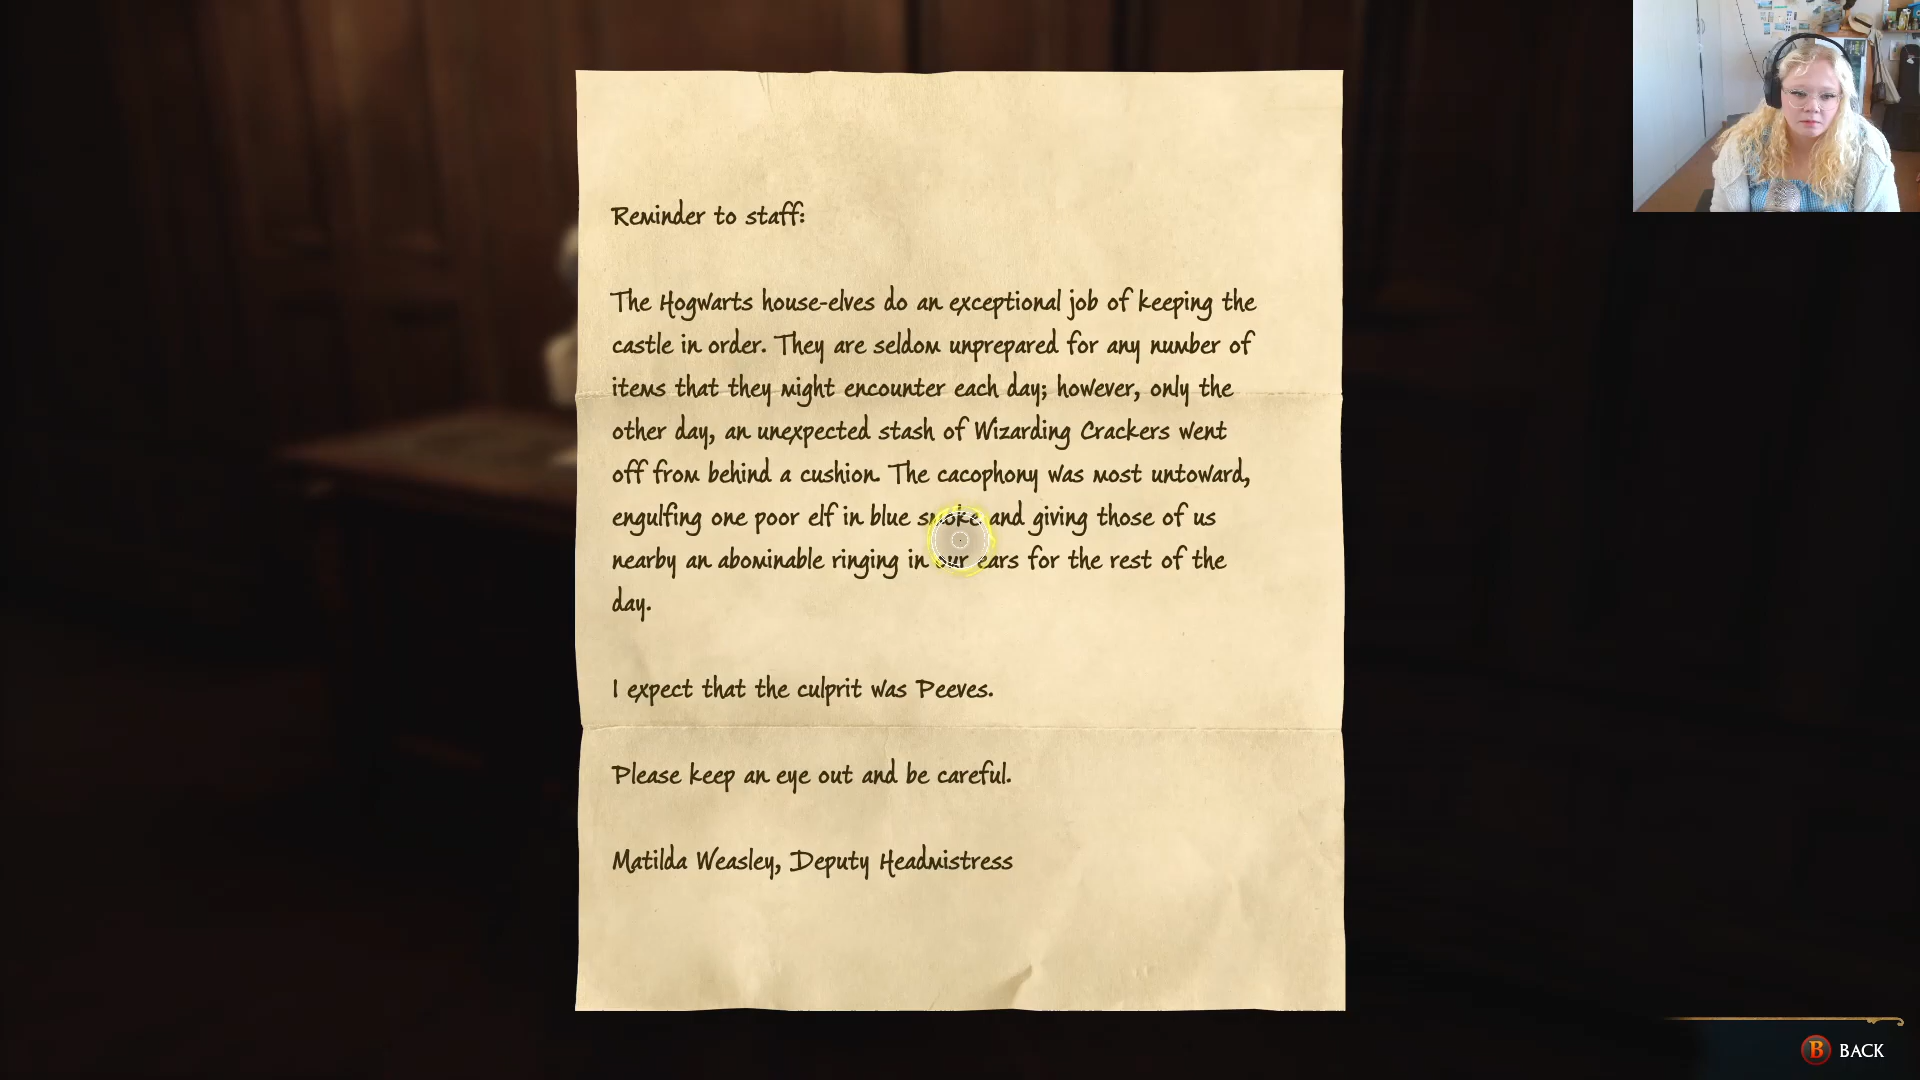 Reminder to staff:
The Hogwarts house-elves do an exceptional job of keeping the
castle in order. They are seldom unprepared for any number of
items that they might encounter each day; however, only the
other day, an unexpected stash of Wizarding Crackers went
off from behind a cushion. The cacophony was most untoward,
engulfing one poor elf in blue smoke and giving those of us
nearby an abominable ringing in our ears for the rest of the
day.
I expect that the culprit was Peeves.
Please keep an eye out and be careful.
Matilda Weasley, Deputy Headmistress
B BACK